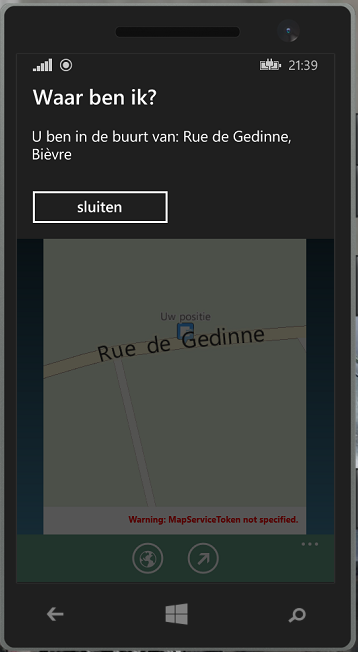 21:39
Waar ben ik?
U ben in de buurt van: Rue de Gedinne,
Bièvre
sluiten
Uw positie
Rue de Gedinne
Warning: MapServiceToken not specified.